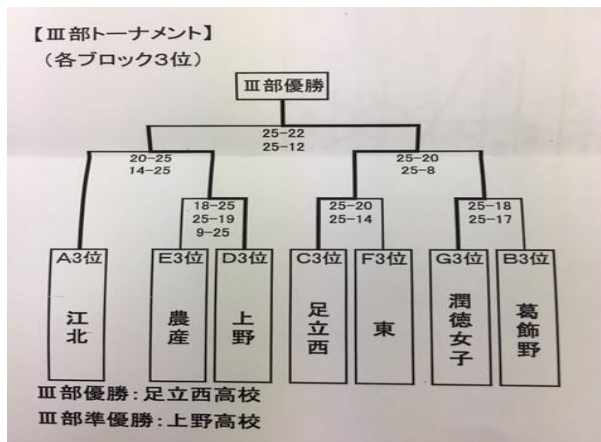 【Ⅲ部トーナメント】
(各ブロック3位)
Ⅲ部優勝
25-22
25-12
20-25
14-25
25-20
25-8
18-25
25-19
9-25
25-20
25-14
25-18
25-17
A3位
E3位
D3位
C3位
F3位
G3位
B3位
江北
農産
上野
足立西
東
潤徳女子
葛飾野
Ⅲ部優勝:足立西高校
Ⅲ部準優勝:上野高校